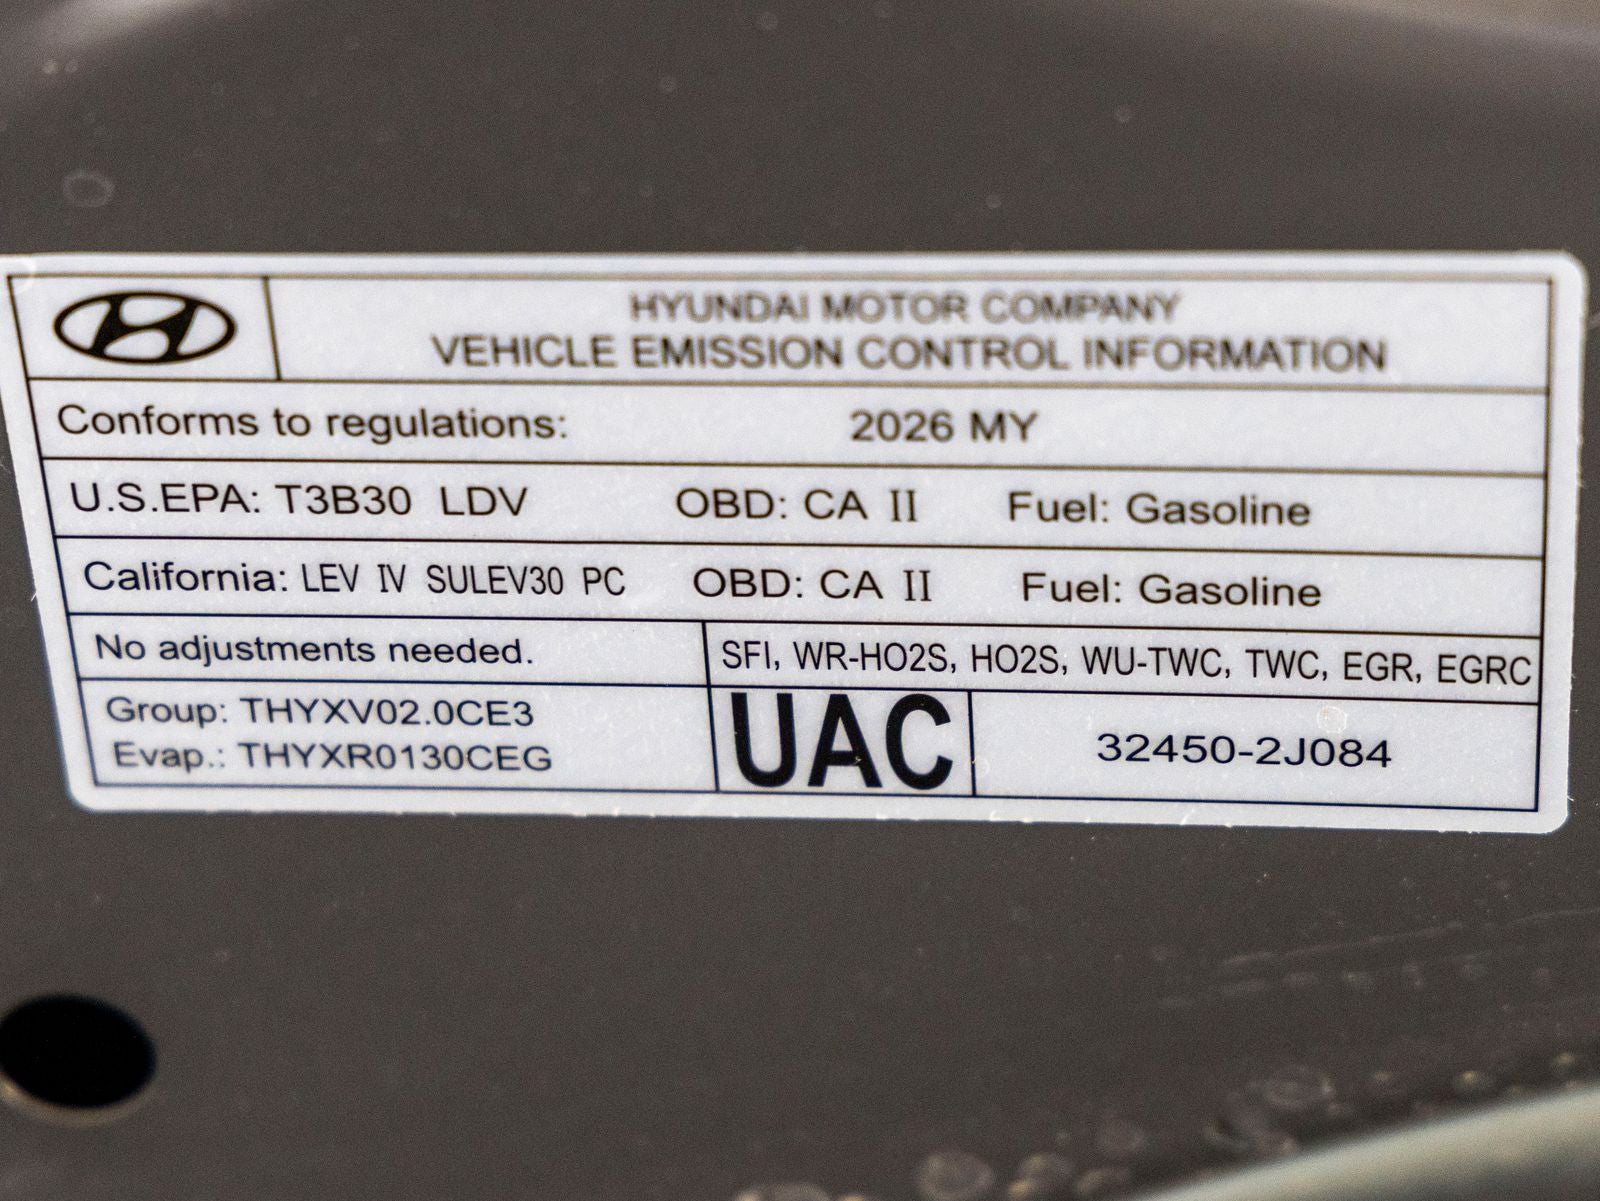 HYUNDAI MOTOR COMPANY
VEHICLE EMISSION CONTROL INFORMATION
Conforms to regulations: 2026 MY
U.S.EPA: T3B30 LDV OBD: CA II Fuel: Gasoline
California: LEV IV SULEV30 PC OBD: CA II Fuel: Gasoline
No adjustments needed. SFI, WR-HO2S, HO2S, WU-TWC, TWC, EGR, EGRC
Group: THYXV02.0CE3
Evap.: THYXR0130CEG
UAC
32450-2J084